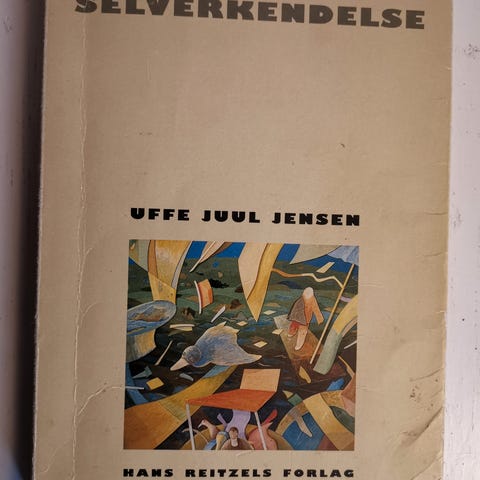 SELVERKENDELSE
UFFE JUUL JENSEN
HANS REITZELS FORLAG